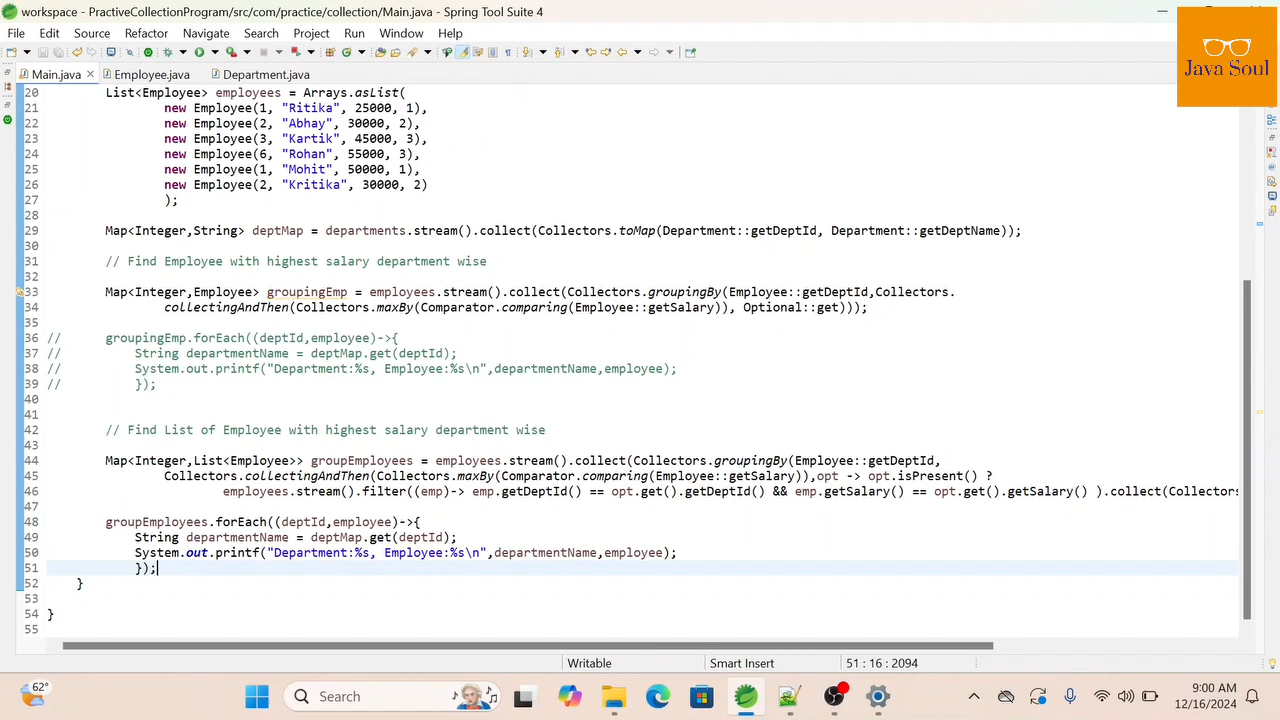 workspace - PractiveCollectionProgram/src/com/practice/collection/Main.java - Spring Tool Suite 4
File Edit Source Refactor Navigate Search Project Run Window Help
Java Soul
Main.java Employee.java Department.java
20 List<Employee> employees = Arrays.asList(
21 new Employee(1, "Ritika", 25000, 1),
22 new Employee(2, "Abhay", 30000, 2),
23 new Employee(3, "Kartik", 45000, 3),
24 new Employee(6, "Rohan", 55000, 3),
25 new Employee(1, "Mohit", 50000, 1),
26 new Employee(2, "Kritika", 30000, 2)
27 );
28
29 Map<Integer,String> deptMap = departments.stream().collect(Collectors.toMap(Department::getDeptId, Department::getDeptName));
30
31 // Find Employee with highest salary department wise
32
33 Map<Integer,Employee> groupingEmp = employees.stream().collect(Collectors.groupingBy(Employee::getDeptId,Collectors.
34 collectingAndThen(Collectors.maxBy(Comparator.comparing(Employee::getSalary)), Optional::get)));
35
36 // groupingEmp.forEach((deptId,employee)->{
37 // String departmentName = deptMap.get(deptId);
38 // System.out.printf("Department:%s, Employee:%s\n",departmentName,employee);
39 // });
40
41
42 // Find List of Employee with highest salary department wise
43
44 Map<Integer,List<Employee>> groupEmployees = employees.stream().collect(Collectors.groupingBy(Employee::getDeptId,
45 Collectors.collectingAndThen(Collectors.maxBy(Comparator.comparing(Employee::getSalary)),opt -> opt.isPresent() ?
46 employees.stream().filter((emp)-> emp.getDeptId() == opt.get().getDeptId() && emp.getSalary() == opt.get().getSalary() ).collect(Collectors
47
48 groupEmployees.forEach((deptId,employee)->{
49 String departmentName = deptMap.get(deptId);
50 System.out.printf("Department:%s, Employee:%s\n",departmentName,employee);
51 });
52 }
53
54 }
55
Writable Smart Insert 51 : 16 : 2094
62° Search 9:00 AM
12/16/2024